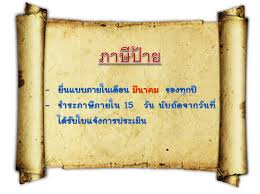 ภาษีป้าย
- ยื่นแบบภายในเดือน มีนาคม ของทุกปี
- ชำระภาษีภายใน 15 วัน นับถัดจากวันที่
ได้รับใบแจ้งการประเมิน